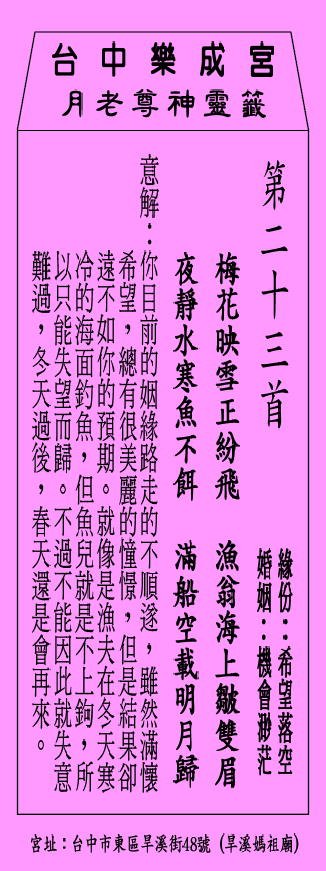 台中樂成宮
月老尊神靈籤
第二十三首
緣份：希望落空
婚姻：機會渺茫
梅花映雪正紛飛　漁翁海上皺雙眉
夜靜水寒魚不餌　滿船空載明月歸
意解：你目前的姻緣路走的不順遂，雖然滿懷
希望，總有很美麗的憧憬，但是結果卻
遠不如你的預期。就像是漁夫在冬天寒
冷的海面釣魚，但魚兒就是不上鉤，所
以只能失望而歸。不過不能因此就失意
難過，冬天過後，春天還是會再來。
宮址：台中市東區旱溪街48號（旱溪媽祖廟）